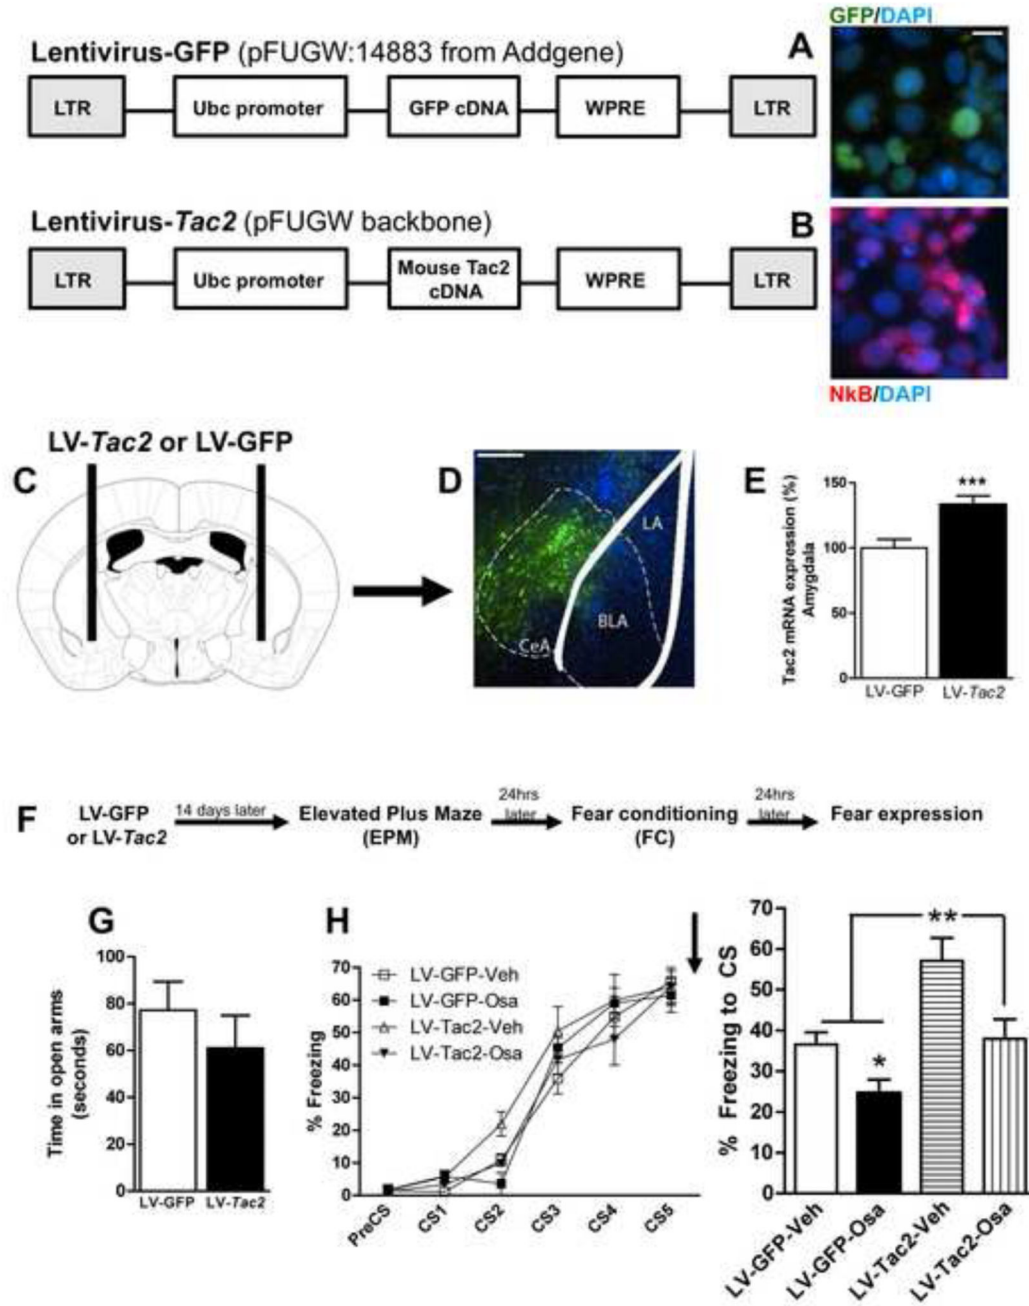 GFP/DAPI
Lentivirus-GFP (pFUGW:14883 from Addgene)
A
LTR
Ubc promoter
GFP cDNA
WPRE
LTR
Lentivirus-Tac2 (pFUGW backbone)
B
LTR
Ubc promoter
Mouse Tac2
cDNA
WPRE
LTR
NkB/DAPI
LV-Tac2 or LV-GFP
C
D
LA
BLA
CeA
E
Tac2 mRNA expression (%)
Amygdala
150
100
50
0
***
LV-GFP
LV-Tac2
F
LV-GFP
or LV-Tac2
14 days later
Elevated Plus Maze
(EPM)
24hrs
later
Fear conditioning
(FC)
24hrs
later
Fear expression
G
Time in open arms
(seconds)
100
80
60
40
20
0
LV-GFP
LV-Tac2
H
% Freezing
70
60
50
40
30
20
10
0
LV-GFP-Veh
LV-GFP-Osa
LV-Tac2-Veh
LV-Tac2-Osa
PreCS
CS1
CS2
CS3
CS4
CS5
% Freezing to CS
70
60
50
40
30
20
10
0
**
*
LV-GFP-Veh
LV-GFP-Osa
LV-Tac2-Veh
LV-Tac2-Osa